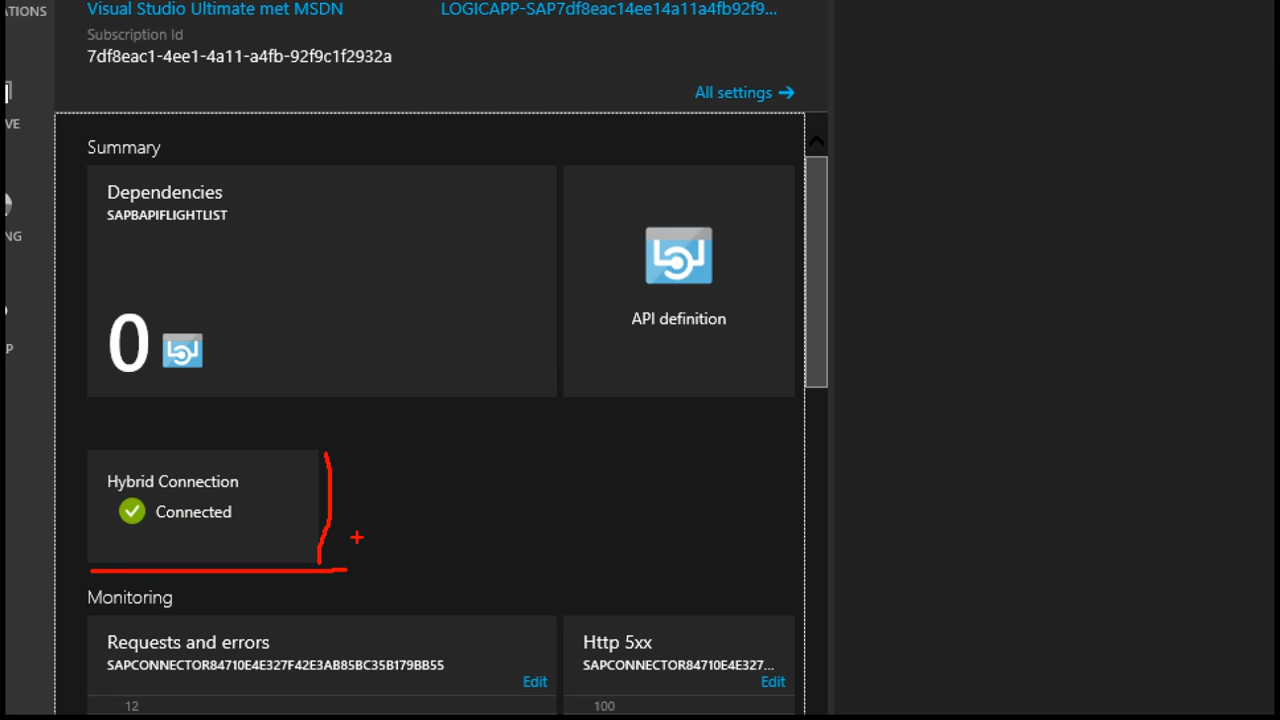 TIONS
Visual Studio Ultimate met MSDN
LOGICAPP-SAP7df8eac14ee14a11a4fb92f9...
Subscription Id
7df8eac1-4ee1-4a11-a4fb-92f9c1f2932a
All settings
VE
Summary
Dependencies
SAPBAPIFLIGHTLIST
NG
API definition
0
P
Hybrid Connection
Connected
Monitoring
Requests and errors
SAPCONNECTOR84710E4E327F42E3AB85BC35B179BB55
Edit
Http 5xx
SAPCONNECTOR84710E4E327...
Edit
12
100